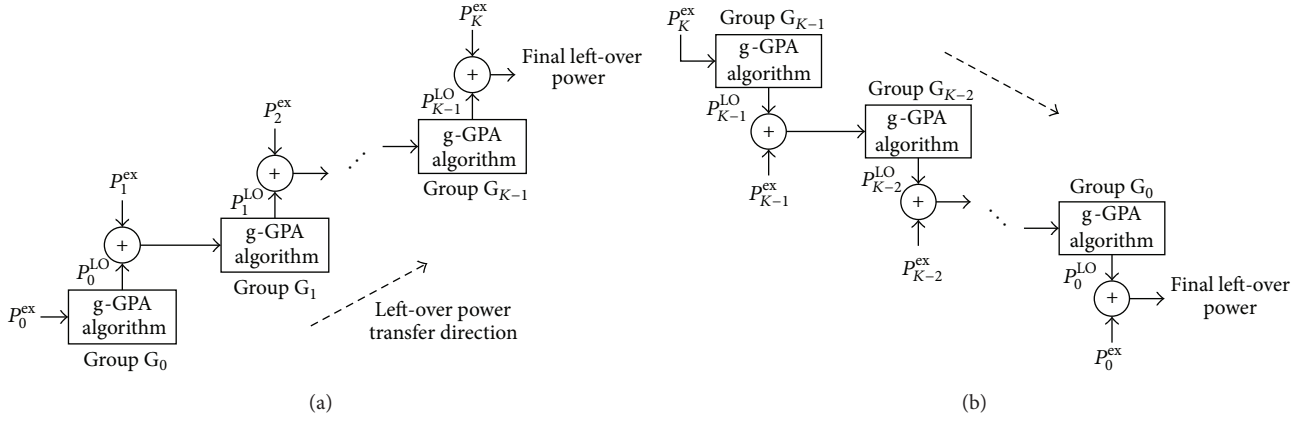 P_K^ex
Final left-over
power
P_{K−1}^LO
g-GPA
algorithm
Group G_{K−1}
P_2^ex
+
+
. . .
P_1^ex
P_1^LO
g-GPA
algorithm
Group G_1
+
P_0^LO
P_0^ex
g-GPA
algorithm
Group G_0
Left-over power
transfer direction
(a)
Group G_{K−1}
P_K^ex
g-GPA
algorithm
P_{K−1}^LO
+
P_{K−1}^ex
Group G_{K−2}
g-GPA
algorithm
P_{K−2}^LO
+
P_{K−2}^ex
. . .
Group G_0
g-GPA
algorithm
P_0^LO
+
Final left-over
power
P_0^ex
(b)